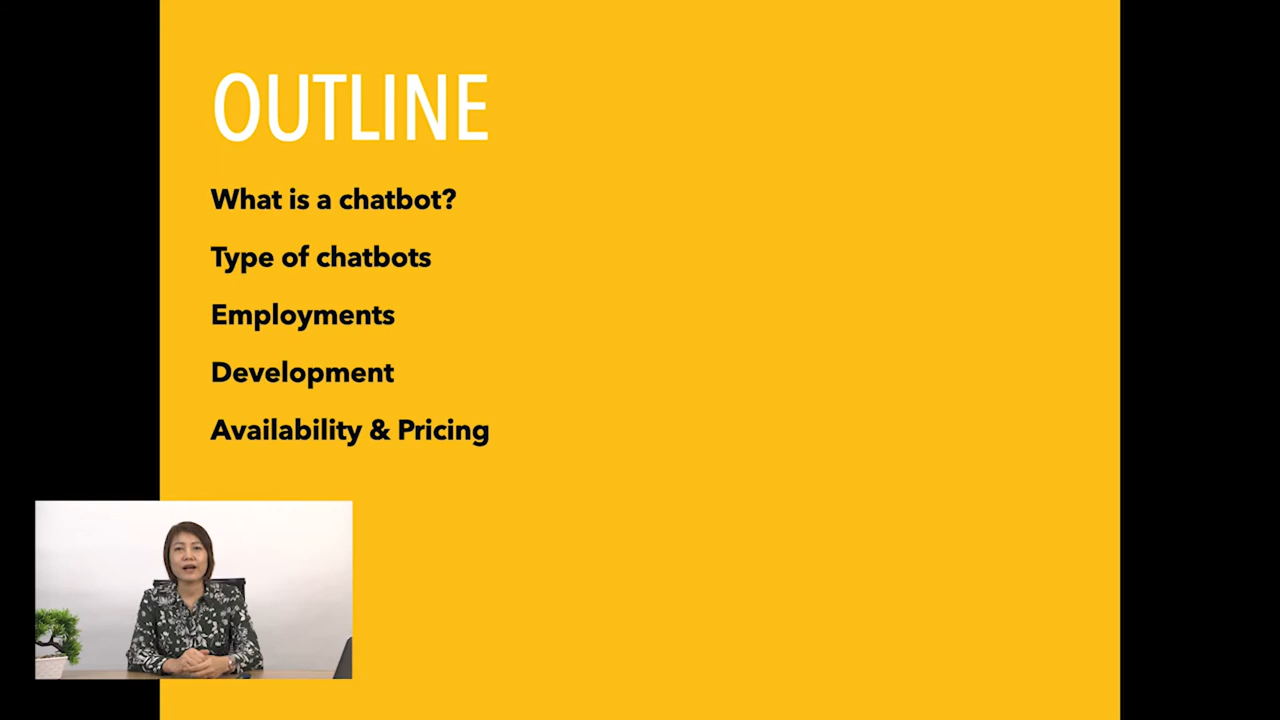 OUTLINE
What is a chatbot?
Type of chatbots
Employments
Development
Availability & Pricing